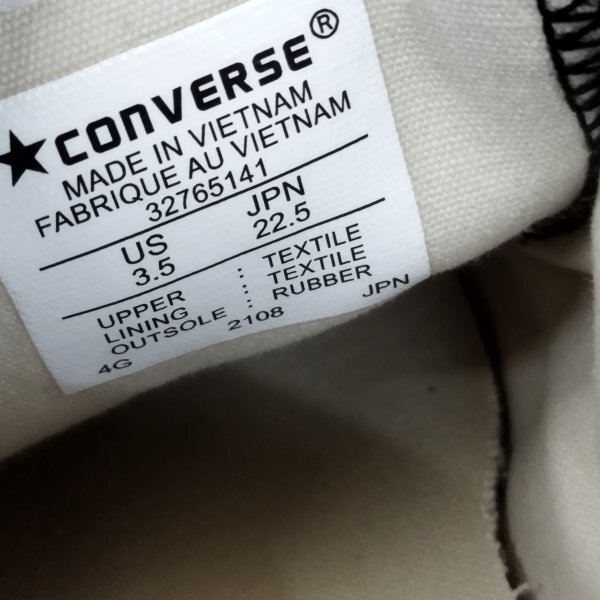 ★CONVERSE®
MADE IN VIETNAM
FABRIQUE AU VIETNAM
32765141
US JPN
3.5 22.5
UPPER : TEXTILE
LINING : TEXTILE
OUTSOLE : RUBBER
4G 2108 JPN